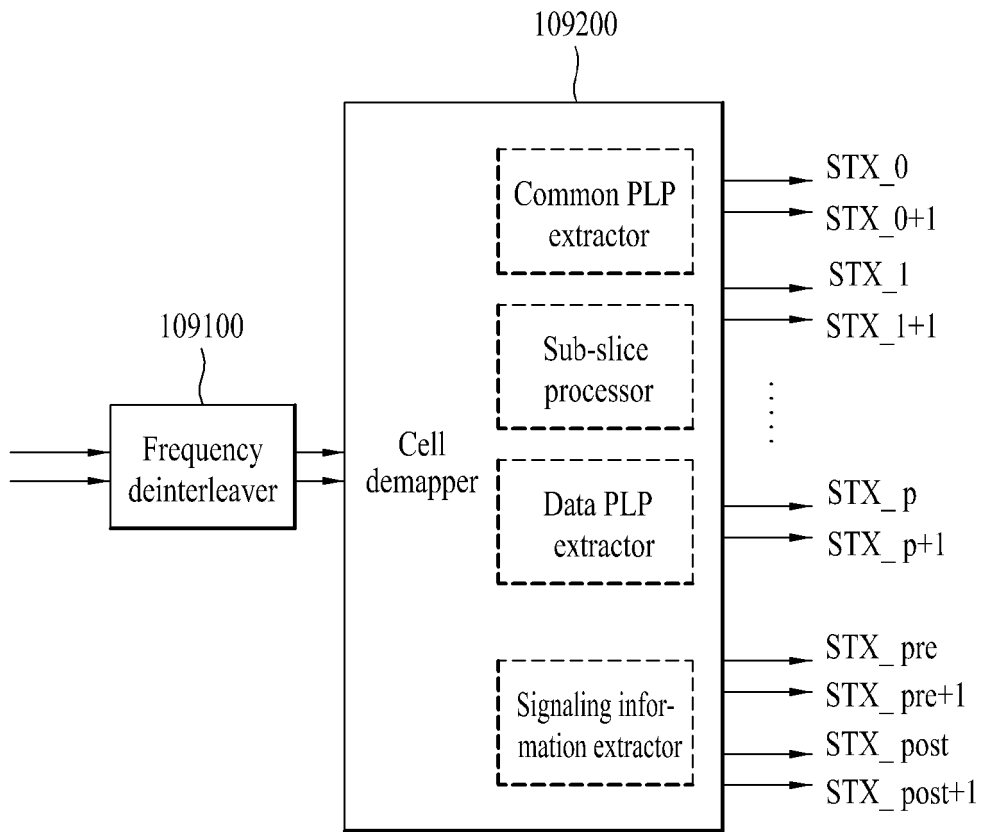 109200
Common PLP
extractor
STX_0
STX_0+1
STX_1
STX_1+1
109100
Sub-slice
processor
Frequency
deinterleaver
Cell
demapper
Data PLP
extractor
STX_ p
STX_ p+1
Signaling infor-
mation extractor
STX_ pre
STX_ pre+1
STX_ post
STX_ post+1